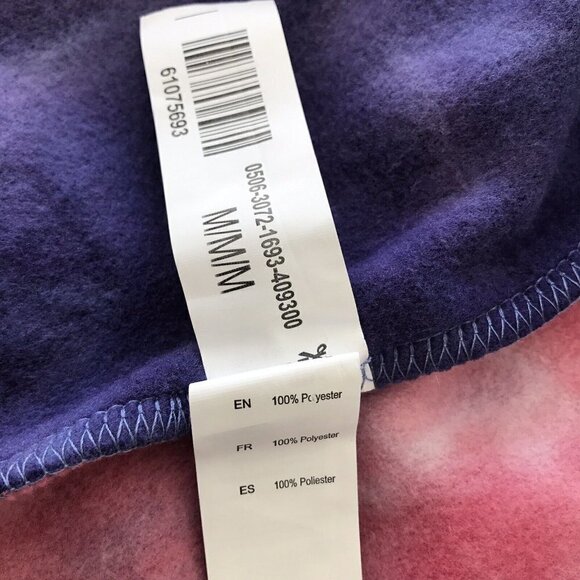 61075693
0506-3072-1693-409300
M/M/M
EN 100% Polyester
FR 100% Polyester
ES 100% Poliester